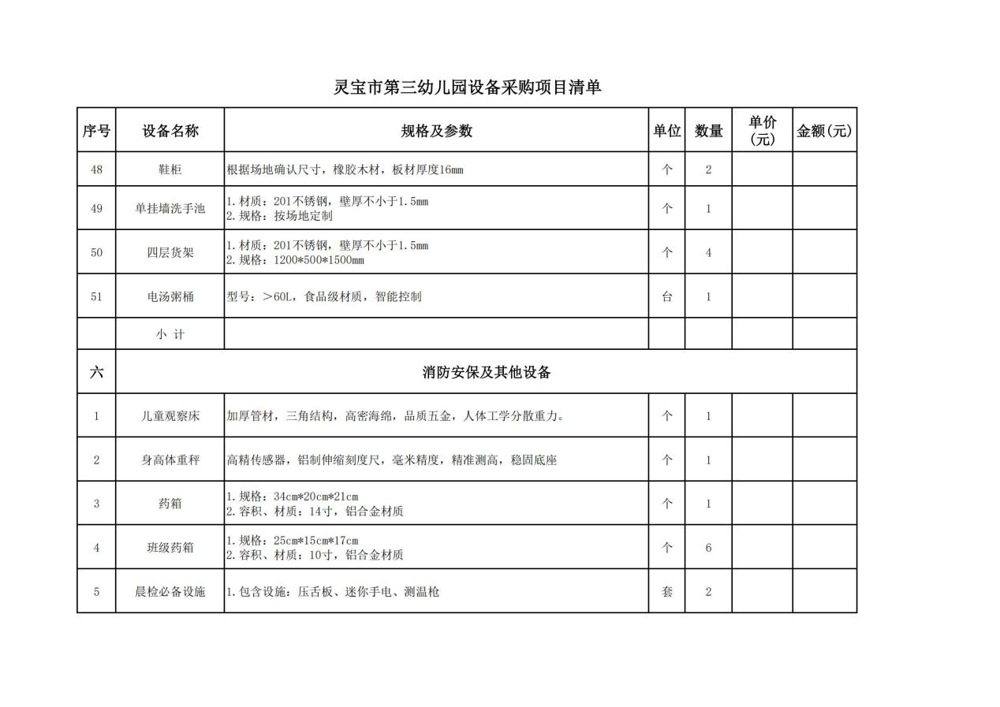 灵宝市第三幼儿园设备采购项目清单
序号 设备名称 规格及参数 单位 数量 单价(元) 金额(元)
48 鞋柜 根据场地确认尺寸，橡胶木材，板材厚度16mm 个 2
49 单挂墙洗手池 1.材质：201不锈钢，壁厚不小于1.5mm 个 1
2.规格：按场地定制
50 四层货架 1.材质：201不锈钢，壁厚不小于1.5mm 个 4
2.规格：1200*500*1500mm
51 电汤粥桶 型号：＞60L，食品级材质，智能控制 台 1
小 计
六 消防安保及其他设备
1 儿童观察床 加厚管材，三角结构，高密海绵，品质五金，人体工学分散重力。 个 1
2 身高体重秤 高精传感器，铝制伸缩刻度尺，毫米精度，精准测高，稳固底座 个 1
3 药箱 1.规格：34cm*20cm*21cm 个 1
2.容积、材质：14寸，铝合金材质
4 班级药箱 1.规格：25cm*15cm*17cm 个 6
2.容积、材质：10寸，铝合金材质
5 晨检必备设施 1.包含设施：压舌板、迷你手电、测温枪 套 2